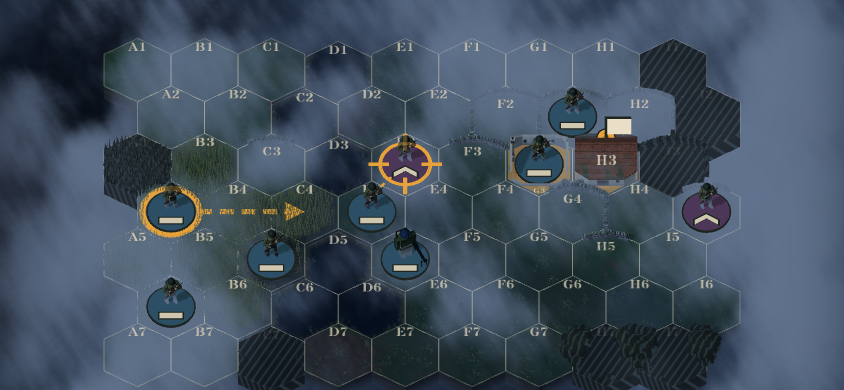 A1 B1 C1 D1 E1 F1 G1 H1
A2 B2 C2 D2 E2 F2 H2
B3 C3 D3 F3 G3 H3
B4 C4 E4 F4 G4 H4
A5 B5 D5 F5 G5 H5 I5
B6 C6 D6 E6 F6 G6 H6 I6
A7 B7 D7 E7 F7 G7